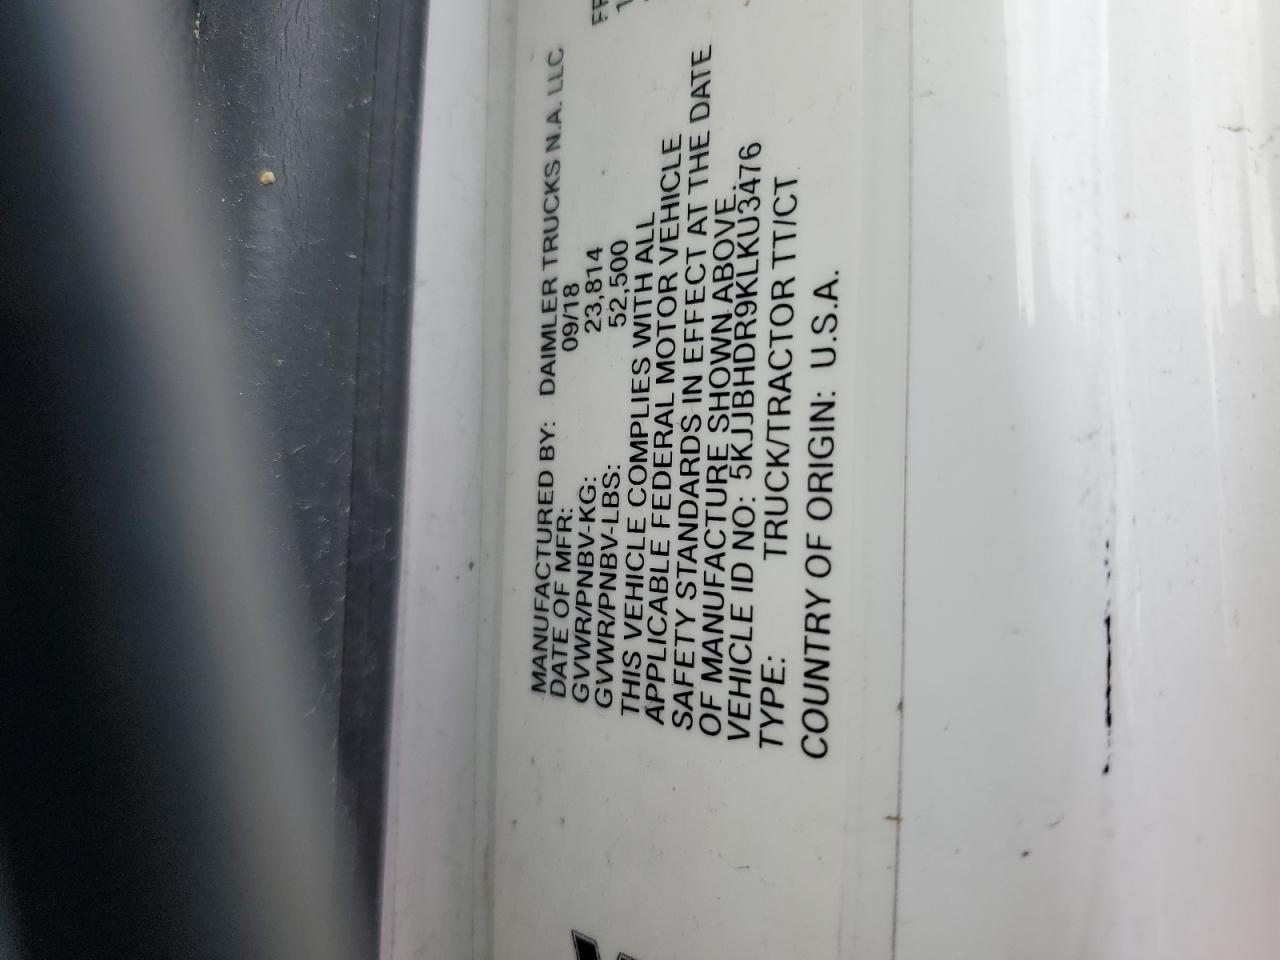 MANUFACTURED BY: DAIMLER TRUCKS N.A. LLC
DATE OF MFR: 09/18
GVWR/PNBV-KG: 23,814
GVWR/PNBV-LBS: 52,500
THIS VEHICLE COMPLIES WITH ALL
APPLICABLE FEDERAL MOTOR VEHICLE
SAFETY STANDARDS IN EFFECT AT THE DATE
OF MANUFACTURE SHOWN ABOVE.
VEHICLE ID NO: 5KJJBHDR9KLKU3476
TYPE: TRUCK/TRACTOR TT/CT
COUNTRY OF ORIGIN: U.S.A.